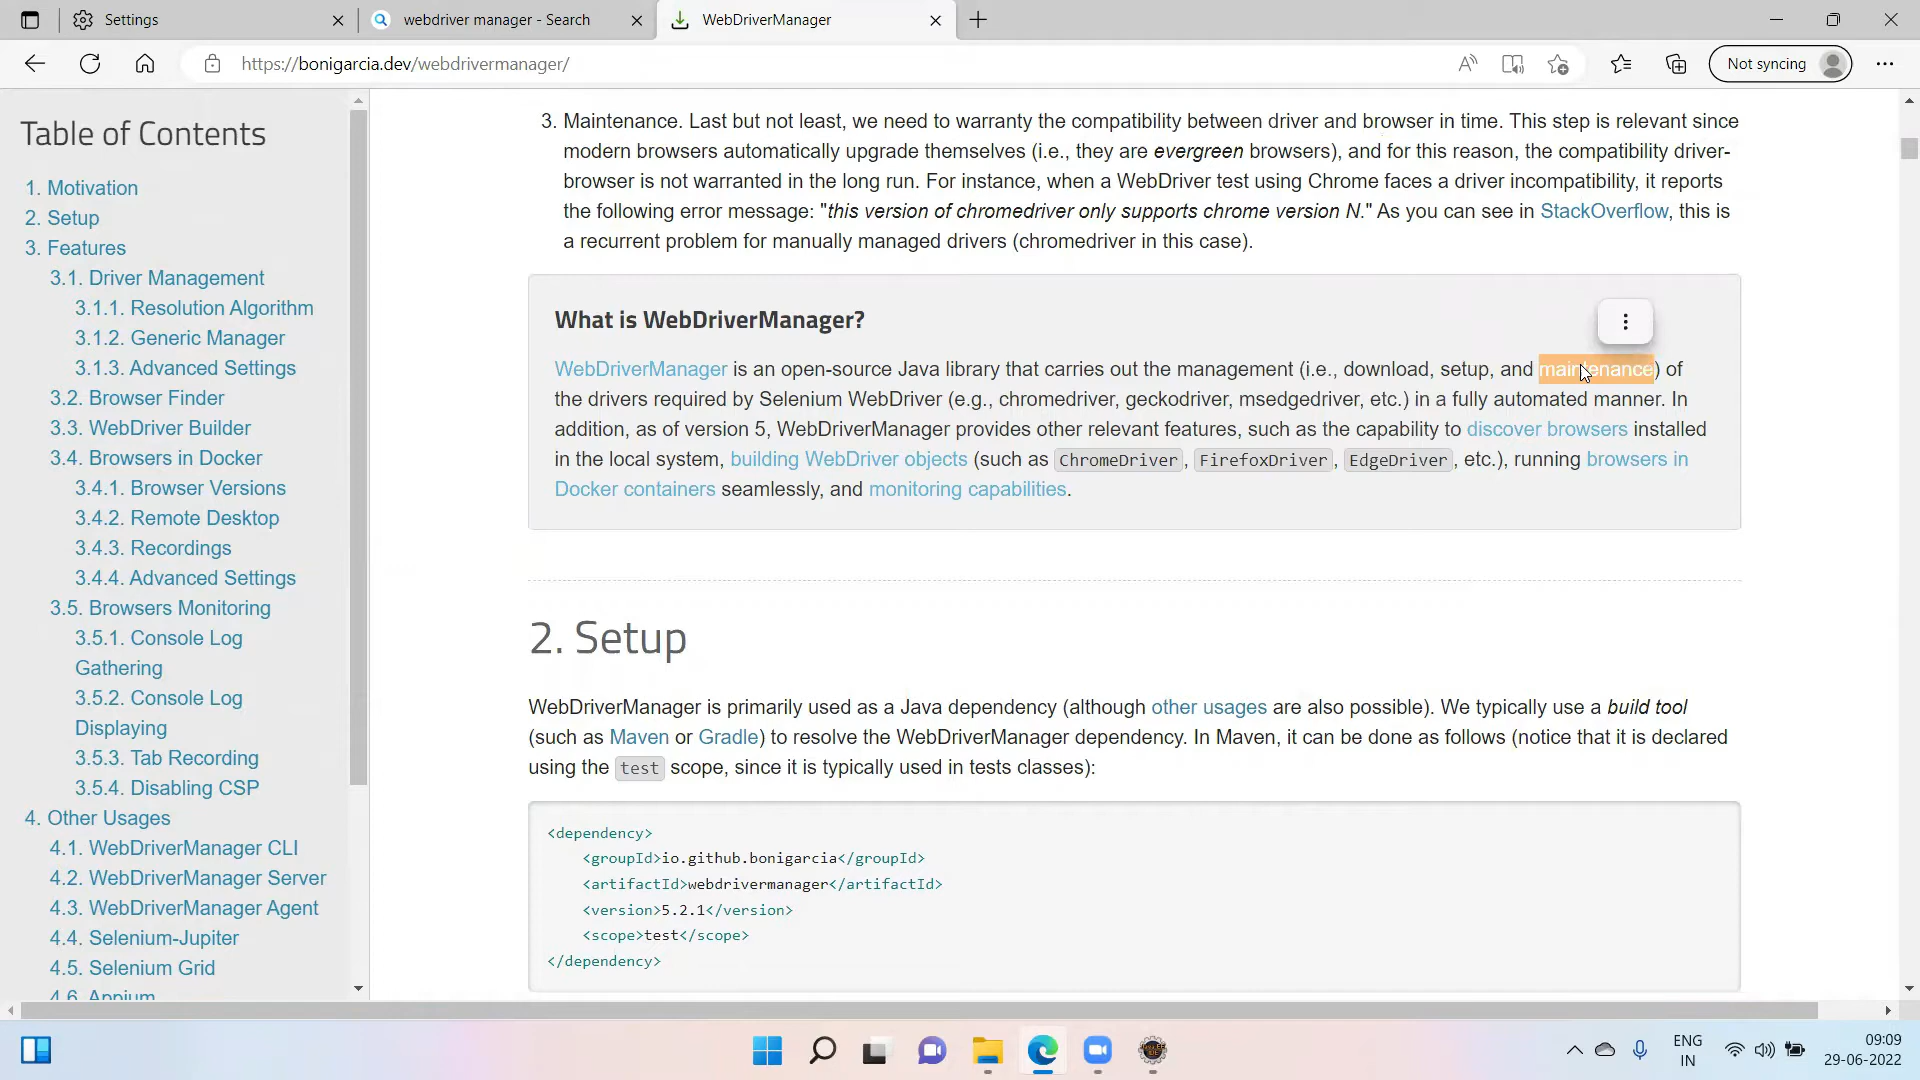 Settings
webdriver manager - Search
WebDriverManager
https://bonigarcia.dev/webdrivermanager/
Not syncing
Table of Contents
1. Motivation
2. Setup
3. Features
3.1. Driver Management
3.1.1. Resolution Algorithm
3.1.2. Generic Manager
3.1.3. Advanced Settings
3.2. Browser Finder
3.3. WebDriver Builder
3.4. Browsers in Docker
3.4.1. Browser Versions
3.4.2. Remote Desktop
3.4.3. Recordings
3.4.4. Advanced Settings
3.5. Browsers Monitoring
3.5.1. Console Log
Gathering
3.5.2. Console Log
Displaying
3.5.3. Tab Recording
3.5.4. Disabling CSP
4. Other Usages
4.1. WebDriverManager CLI
4.2. WebDriverManager Server
4.3. WebDriverManager Agent
4.4. Selenium-Jupiter
4.5. Selenium Grid
4.6. Appium
3. Maintenance. Last but not least, we need to warranty the compatibility between driver and browser in time. This step is relevant since
modern browsers automatically upgrade themselves (i.e., they are evergreen browsers), and for this reason, the compatibility driver-
browser is not warranted in the long run. For instance, when a WebDriver test using Chrome faces a driver incompatibility, it reports
the following error message: "this version of chromedriver only supports chrome version N." As you can see in StackOverflow, this is
a recurrent problem for manually managed drivers (chromedriver in this case).
What is WebDriverManager?
WebDriverManager is an open-source Java library that carries out the management (i.e., download, setup, and maintenance) of
the drivers required by Selenium WebDriver (e.g., chromedriver, geckodriver, msedgedriver, etc.) in a fully automated manner. In
addition, as of version 5, WebDriverManager provides other relevant features, such as the capability to discover browsers installed
in the local system, building WebDriver objects (such as ChromeDriver, FirefoxDriver, EdgeDriver, etc.), running browsers in
Docker containers seamlessly, and monitoring capabilities.
2. Setup
WebDriverManager is primarily used as a Java dependency (although other usages are also possible). We typically use a build tool
(such as Maven or Gradle) to resolve the WebDriverManager dependency. In Maven, it can be done as follows (notice that it is declared
using the test scope, since it is typically used in tests classes):
<dependency>
<groupId>io.github.bonigarcia</groupId>
<artifactId>webdrivermanager</artifactId>
<version>5.2.1</version>
<scope>test</scope>
</dependency>
ENG
IN
09:09
29-06-2022